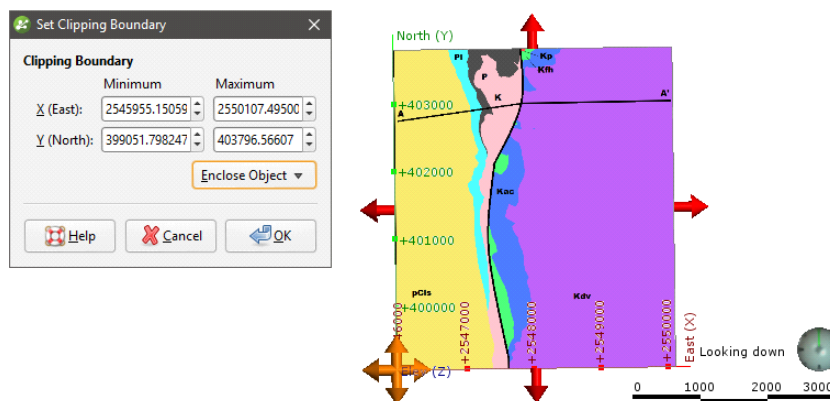 Set Clipping Boundary
Clipping Boundary
Minimum Maximum
X (East): 2545955.15059 2550107.49500
Y (North): 399051.798247 403796.56607
Enclose Object
Help Cancel OK
North (Y)
Pl Kp
P Kfh
K
+403000 A A'
+402000
Kac
+401000
pCls Kdv
+400000
46000 +2547000 +2548000 +2549000 +2550000 East (X)
Elev (Z)
Looking down
0 1000 2000 3000